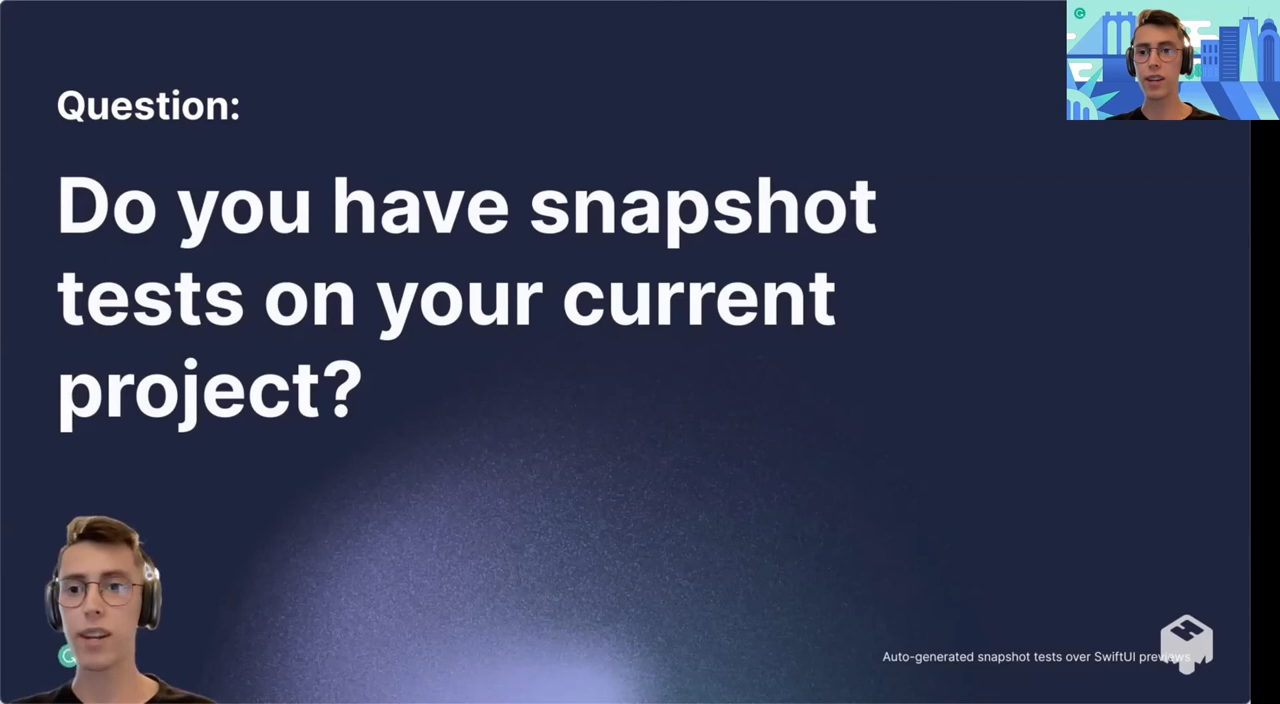 Question:
Do you have snapshot
tests on your current
project?
Auto-generated snapshot tests over SwiftUI previews